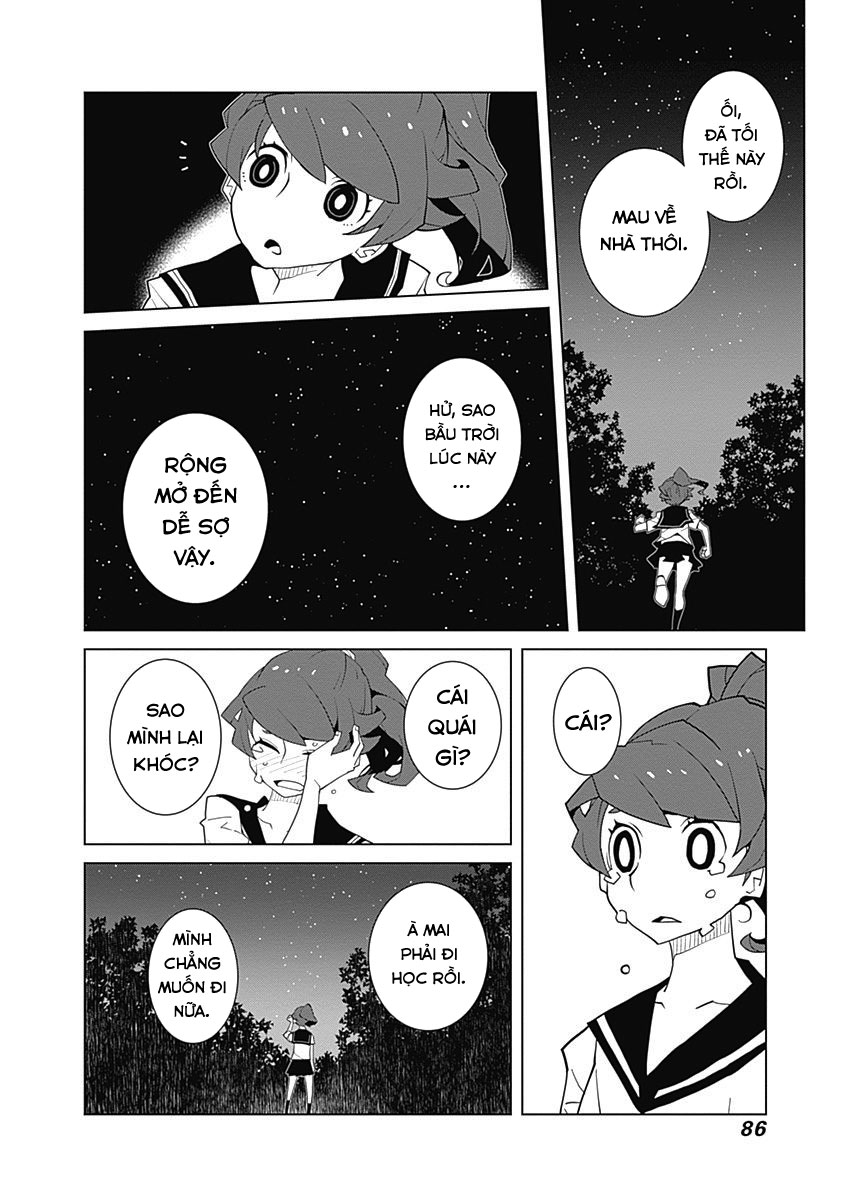 ỐI,
ĐÃ TỐI
THẾ NÀY
RỒI.
MAU VỀ
NHÀ THÔI.
HỬ, SAO
BẦU TRỜI
LÚC NÀY
...
RỘNG
MỞ ĐẾN
DỄ SỢ
VẬY.
CÁI?
CÁI
QUÁI
GÌ?
SAO
MÌNH LẠI
KHÓC?
À MAI
PHẢI ĐI
HỌC RỒI.
MÌNH
CHẲNG
MUỐN ĐI
NỮA.
86